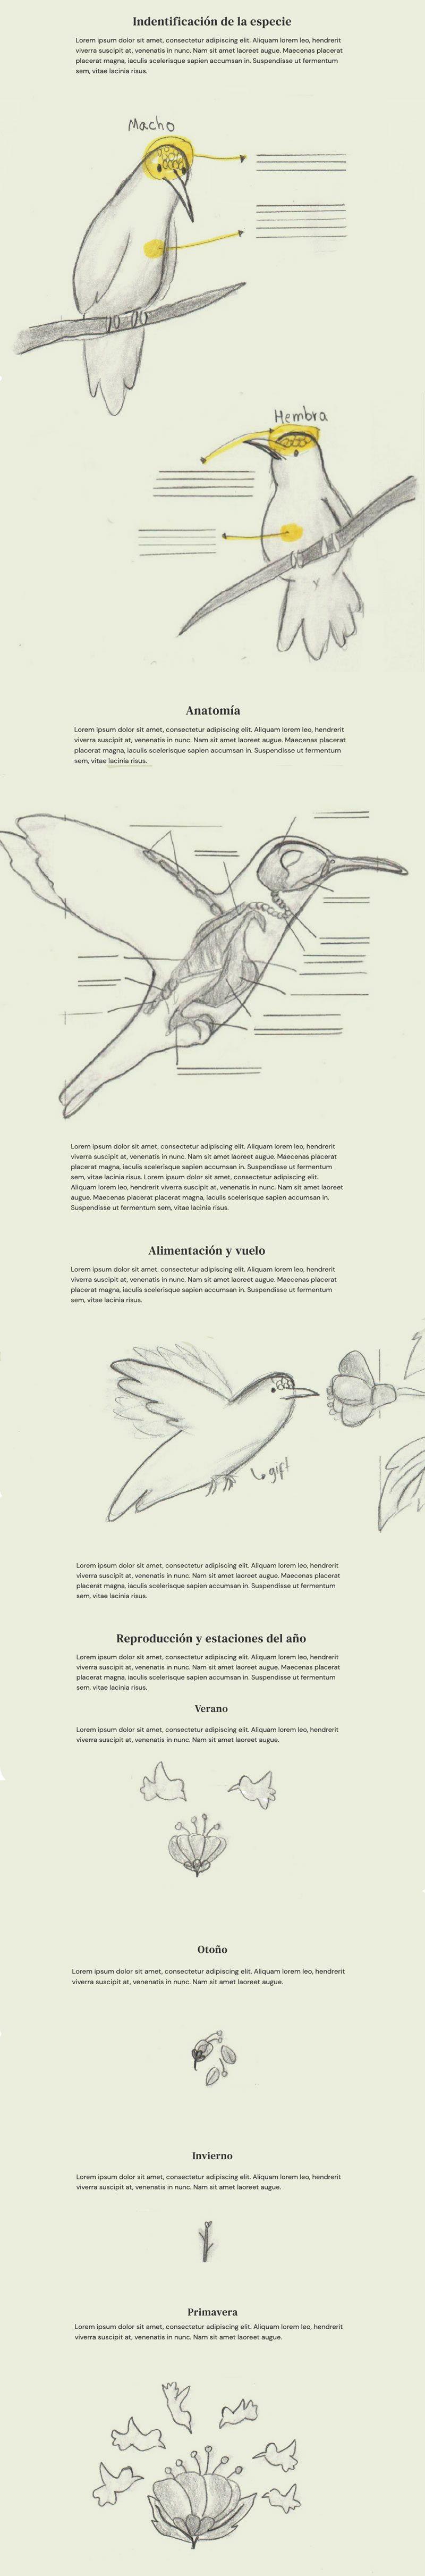 Indentificación de la especie
Lorem ipsum dolor sit amet, consectetur adipiscing elit. Aliquam lorem leo, hendrerit
viverra suscipit at, venenatis in nunc. Nam sit amet laoreet augue. Maecenas placerat
placerat magna, iaculis scelerisque sapien accumsan in. Suspendisse ut fermentum
sem, vitae lacinia risus.
Macho
Hembra
Anatomía
Lorem ipsum dolor sit amet, consectetur adipiscing elit. Aliquam lorem leo, hendrerit
viverra suscipit at, venenatis in nunc. Nam sit amet laoreet augue. Maecenas placerat
placerat magna, iaculis scelerisque sapien accumsan in. Suspendisse ut fermentum
sem, vitae lacinia risus.
Lorem ipsum dolor sit amet, consectetur adipiscing elit. Aliquam lorem leo, hendrerit
viverra suscipit at, venenatis in nunc. Nam sit amet laoreet augue. Maecenas placerat
placerat magna, iaculis scelerisque sapien accumsan in. Suspendisse ut fermentum
sem, vitae lacinia risus. Lorem ipsum dolor sit amet, consectetur adipiscing elit.
Aliquam lorem leo, hendrerit viverra suscipit at, venenatis in nunc. Nam sit amet laoreet
augue. Maecenas placerat placerat magna, iaculis scelerisque sapien accumsan in.
Suspendisse ut fermentum sem, vitae lacinia risus.
Alimentación y vuelo
Lorem ipsum dolor sit amet, consectetur adipiscing elit. Aliquam lorem leo, hendrerit
viverra suscipit at, venenatis in nunc. Nam sit amet laoreet augue. Maecenas placerat
placerat magna, iaculis scelerisque sapien accumsan in. Suspendisse ut fermentum
sem, vitae lacinia risus.
gif!
Lorem ipsum dolor sit amet, consectetur adipiscing elit. Aliquam lorem leo, hendrerit
viverra suscipit at, venenatis in nunc. Nam sit amet laoreet augue. Maecenas placerat
placerat magna, iaculis scelerisque sapien accumsan in. Suspendisse ut fermentum
sem, vitae lacinia risus.
Reproducción y estaciones del año
Lorem ipsum dolor sit amet, consectetur adipiscing elit. Aliquam lorem leo, hendrerit
viverra suscipit at, venenatis in nunc. Nam sit amet laoreet augue. Maecenas placerat
placerat magna, iaculis scelerisque sapien accumsan in. Suspendisse ut fermentum
sem, vitae lacinia risus.
Verano
Lorem ipsum dolor sit amet, consectetur adipiscing elit. Aliquam lorem leo, hendrerit
viverra suscipit at, venenatis in nunc. Nam sit amet laoreet augue.
Otoño
Lorem ipsum dolor sit amet, consectetur adipiscing elit. Aliquam lorem leo, hendrerit
viverra suscipit at, venenatis in nunc. Nam sit amet laoreet augue.
Invierno
Lorem ipsum dolor sit amet, consectetur adipiscing elit. Aliquam lorem leo, hendrerit
viverra suscipit at, venenatis in nunc. Nam sit amet laoreet augue.
Primavera
Lorem ipsum dolor sit amet, consectetur adipiscing elit. Aliquam lorem leo, hendrerit
viverra suscipit at, venenatis in nunc. Nam sit amet laoreet augue.